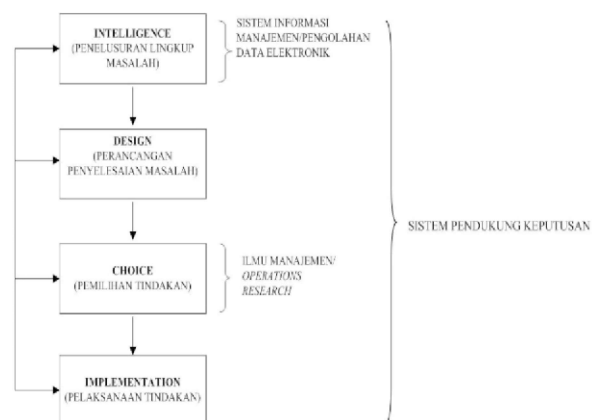 INTELLIGENCE
(PENELUSURAN LINGKUP
MASALAH)
SISTEM INFORMASI
MANAJEMEN/PENGOLAHAN
DATA ELEKTRONIK
DESIGN
(PERANCANGAN
PENYELESAIAN MASALAH)
SISTEM PENDUKUNG KEPUTUSAN
CHOICE
(PEMILIHAN TINDAKAN)
ILMU MANAJEMEN/
OPERATIONS
RESEARCH
IMPLEMENTATION
(PELAKSANAAN TINDAKAN)